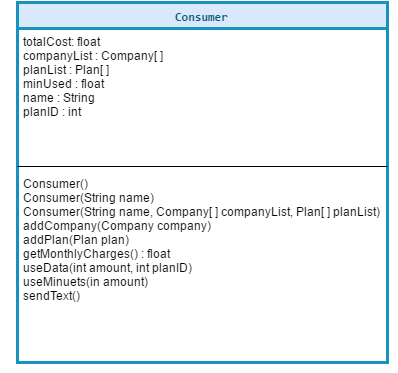 Consumer
totalCost: float
companyList : Company[ ]
planList : Plan[ ]
minUsed : float
name : String
planID : int
Consumer()
Consumer(String name)
Consumer(String name, Company[ ] companyList, Plan[ ] planList)
addCompany(Company company)
addPlan(Plan plan)
getMonthlyCharges() : float
useData(int amount, int planID)
useMinuets(in amount)
sendText()